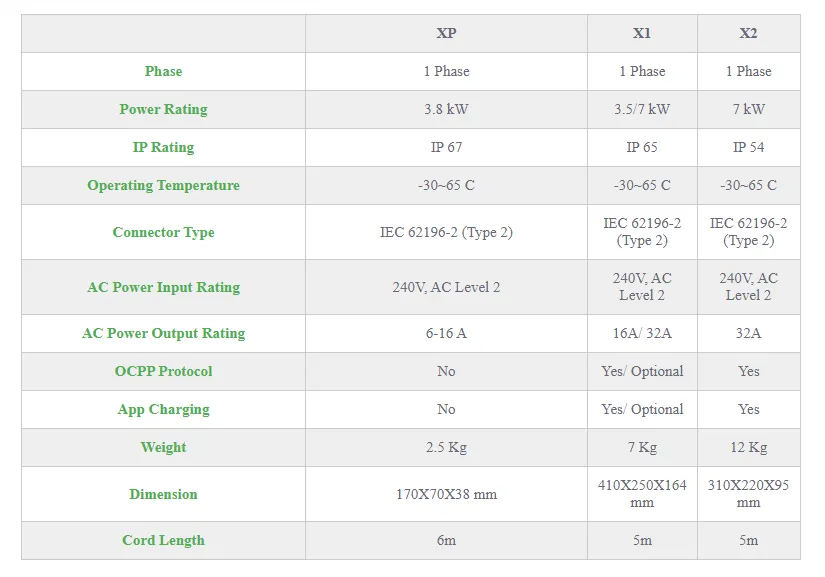 XP X1 X2
Phase 1 Phase 1 Phase 1 Phase
Power Rating 3.8 kW 3.5/7 kW 7 kW
IP Rating IP 67 IP 65 IP 54
Operating Temperature -30~65 C -30~65 C -30~65 C
Connector Type IEC 62196-2 (Type 2) IEC 62196-2 (Type 2) IEC 62196-2 (Type 2)
AC Power Input Rating 240V, AC Level 2 240V, AC Level 2 240V, AC Level 2
AC Power Output Rating 6-16 A 16A/ 32A 32A
OCPP Protocol No Yes/ Optional Yes
App Charging No Yes/ Optional Yes
Weight 2.5 Kg 7 Kg 12 Kg
Dimension 170X70X38 mm 410X250X164 mm 310X220X95 mm
Cord Length 6m 5m 5m